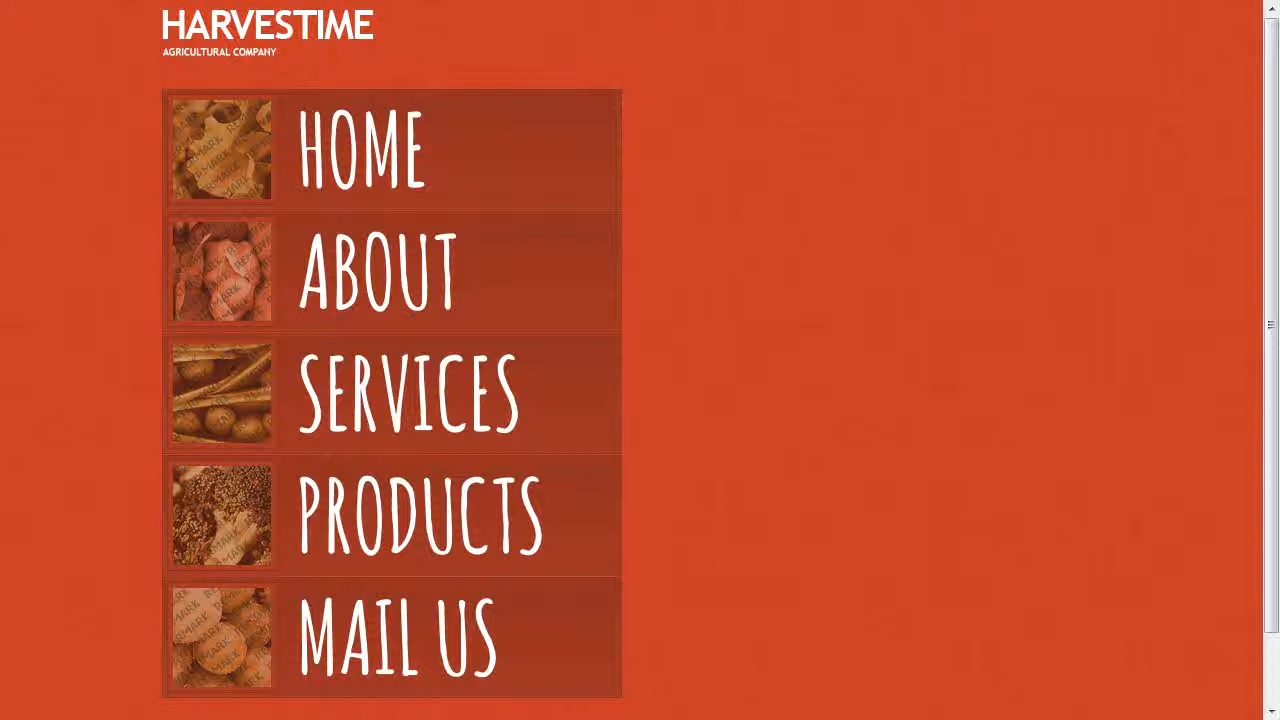 HARVESTIME
AGRICULTURAL COMPANY
HOME
ABOUT
SERVICES
PRODUCTS
MAIL US